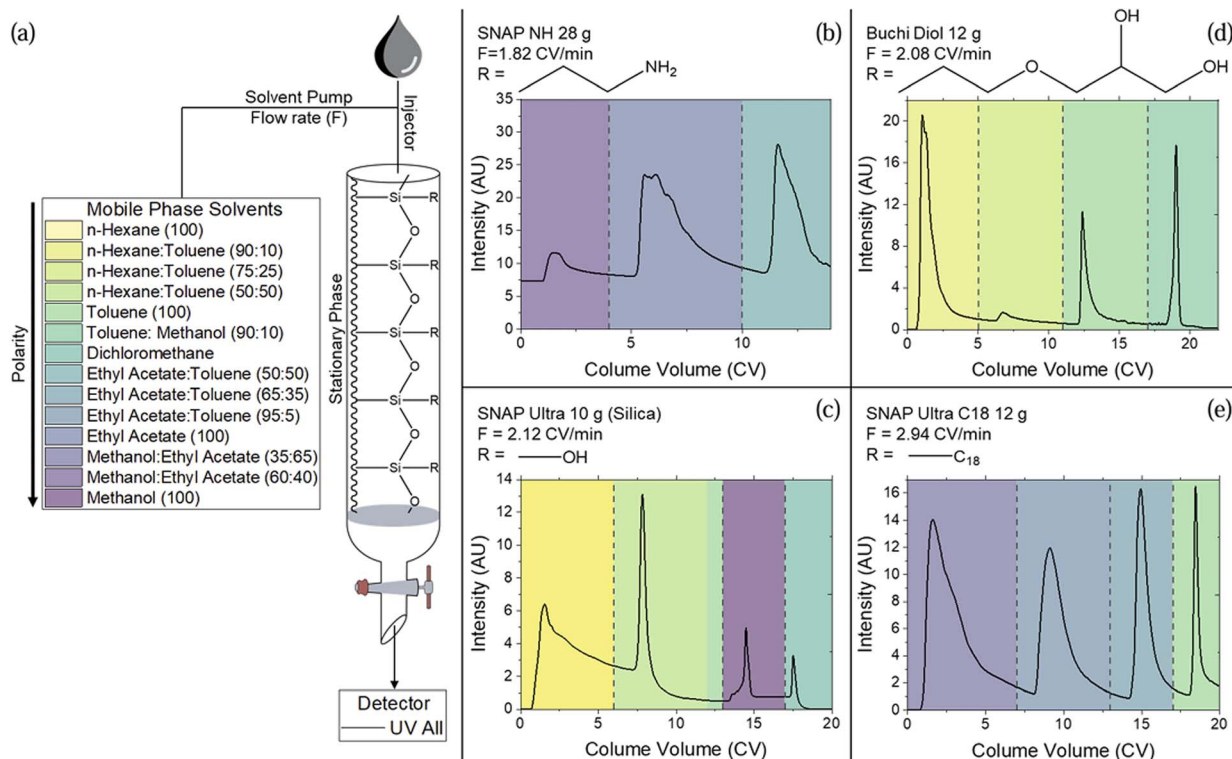 (a)
Solvent Pump
Flow rate (F)
Injector
Mobile Phase Solvents
n-Hexane (100)
n-Hexane:Toluene (90:10)
n-Hexane:Toluene (75:25)
n-Hexane:Toluene (50:50)
Toluene (100)
Toluene: Methanol (90:10)
Dichloromethane
Ethyl Acetate:Toluene (50:50)
Ethyl Acetate:Toluene (65:35)
Ethyl Acetate:Toluene (95:5)
Ethyl Acetate (100)
Methanol:Ethyl Acetate (35:65)
Methanol:Ethyl Acetate (60:40)
Methanol (100)
Polarity
Stationary Phase
Si R
O
Si R
O
Si R
O
Si R
O
Si R
O
Detector
UV All
(b)
SNAP NH 28 g
F=1.82 CV/min
R =
NH2
Intensity (AU)
35
30
25
20
15
10
5
0
0 5 10
Colume Volume (CV)
(d)
Buchi Diol 12 g
F = 2.08 CV/min
R =
O
OH
OH
Intensity (AU)
20
16
12
8
4
0
0 5 10 15 20
Colume Volume (CV)
(c)
SNAP Ultra 10 g (Silica)
F = 2.12 CV/min
R = OH
Intensity (AU)
14
12
10
8
6
4
2
0
0 5 10 15 20
Colume Volume (CV)
(e)
SNAP Ultra C18 12 g
F = 2.94 CV/min
R = C18
Intensity (AU)
16
14
12
10
8
6
4
2
0
0 5 10 15 20
Colume Volume (CV)